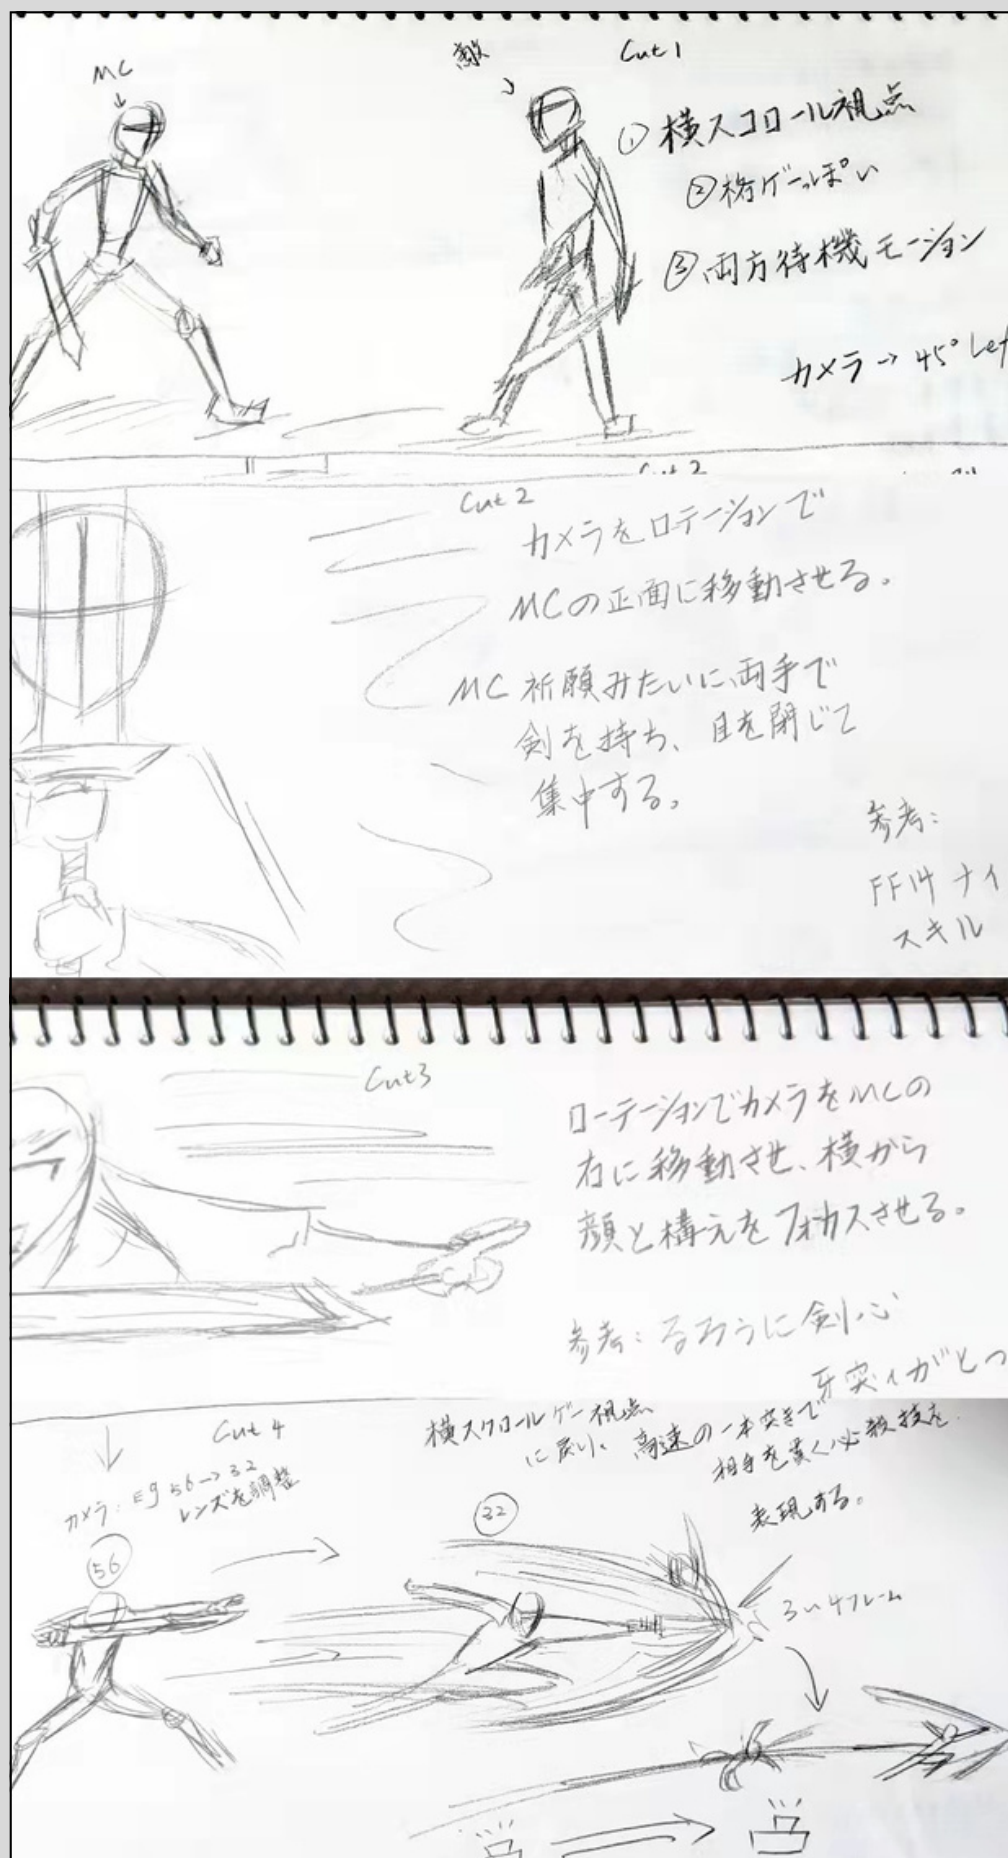 MC
敵
Cut1
①横スコロール視点
②格ゲーっぽい
③両方待機モーション
カメラ→45° Lef
Cut 2
カメラをロテーションで
MCの正面に移動させる。
MC 祈願みたいに、両手で
剣を持ち、目を閉じて
集中する。
参考:
FF14 ナイ
スキル
Cut3
ローテーションでカメラをMCの
右に移動させ、横から
顔と構えをフォカスさせる。
参考:るろうに剣心
牙突(がとつ
Cut 4
横スクロールゲー視点
に戻り、高速の一本突きで
相手を貫く必殺技を
表現する。
カメラ:eg 56→32
レンズを調整
56
32
3~4フレーム